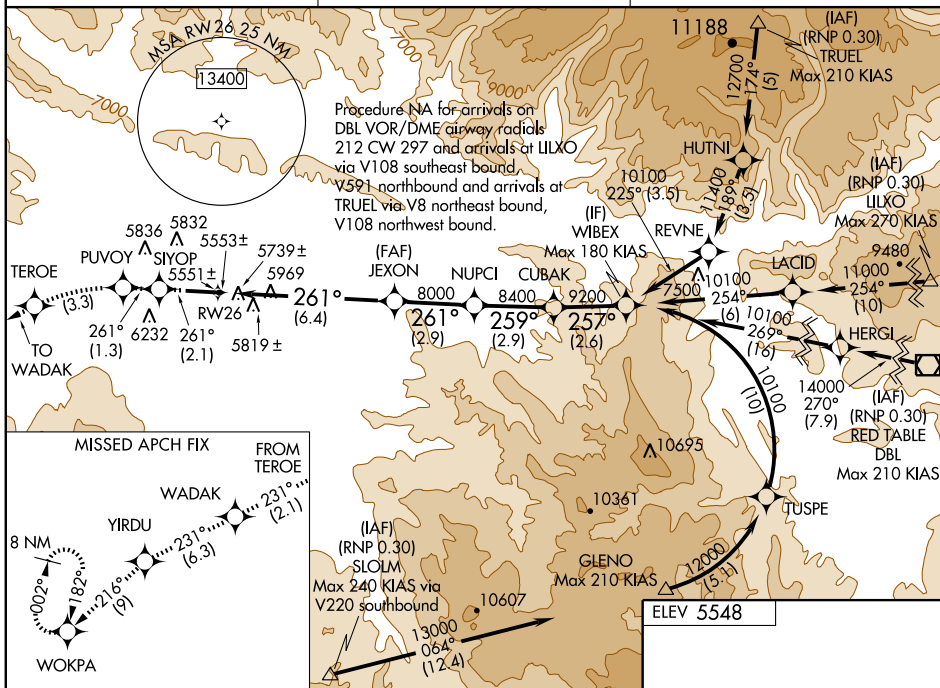 MSA RW26 25 NM
13400
7000
7000
9000
11188
(IAF)
(RNP 0.30)
TRUEL
Max 210 KIAS
12700
174°
(5)
Procedure NA for arrivals on
DBL VOR/DME airway radials
212 CW 297 and arrivals at LILXO
via V108 southeast bound,
V591 northbound and arrivals at
TRUEL via V8 northeast bound,
V108 northwest bound.
HUTNI
11400
189°
(3.5)
(IAF)
(RNP 0.30)
LILXO
Max 270 KIAS
10100
225° (3.5)
(IF)
WIBEX
Max 180 KIAS
REVNE
9480
5836
5832
5553±
5739±
5969
PUVOY
SIYOP
5551±
TEROE
(FAF)
JEXON
NUPCI
CUBAK
LACID
7500
10100
254°
(6)
11000
254°
(10)
(3.3)
261°
(1.3)
6232
261°
(2.1)
RW26
5819±
261°
(6.4)
8000
261°
(2.9)
8400
259°
(2.9)
9200
257°
(2.6)
10100
269°
(16)
HERGI
TO
WADAK
14000
270°
(7.9)
(IAF)
(RNP 0.30)
RED TABLE
DBL
Max 210 KIAS
10100
(10)
10695
10361
TUSPE
MISSED APCH FIX
FROM
TEROE
WADAK
231°
(2.1)
YIRDU
231°
(6.3)
8 NM
002°
182°
216°
(9)
WOKPA
(IAF)
(RNP 0.30)
SLOLM
Max 240 KIAS via
V220 southbound
GLENO
Max 210 KIAS
12000
(5.1)
10607
13000
064°
(12.4)
ELEV 5548